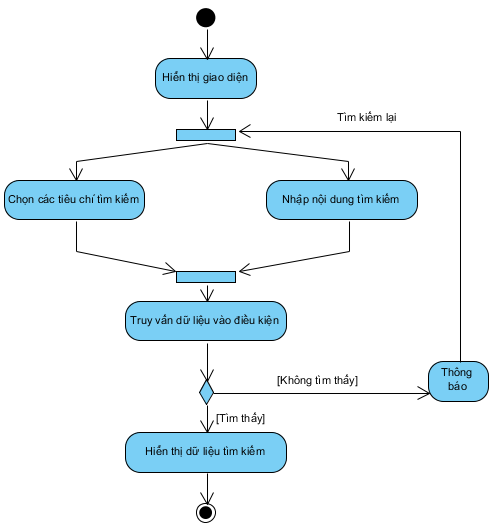 Hiển thị giao diện
Tìm kiếm lại
Chọn các tiêu chí tìm kiếm
Nhập nội dung tìm kiếm
Truy vấn dữ liệu vào điều kiện
[Không tìm thấy]
Thông
báo
[Tìm thấy]
Hiển thị dữ liệu tìm kiếm